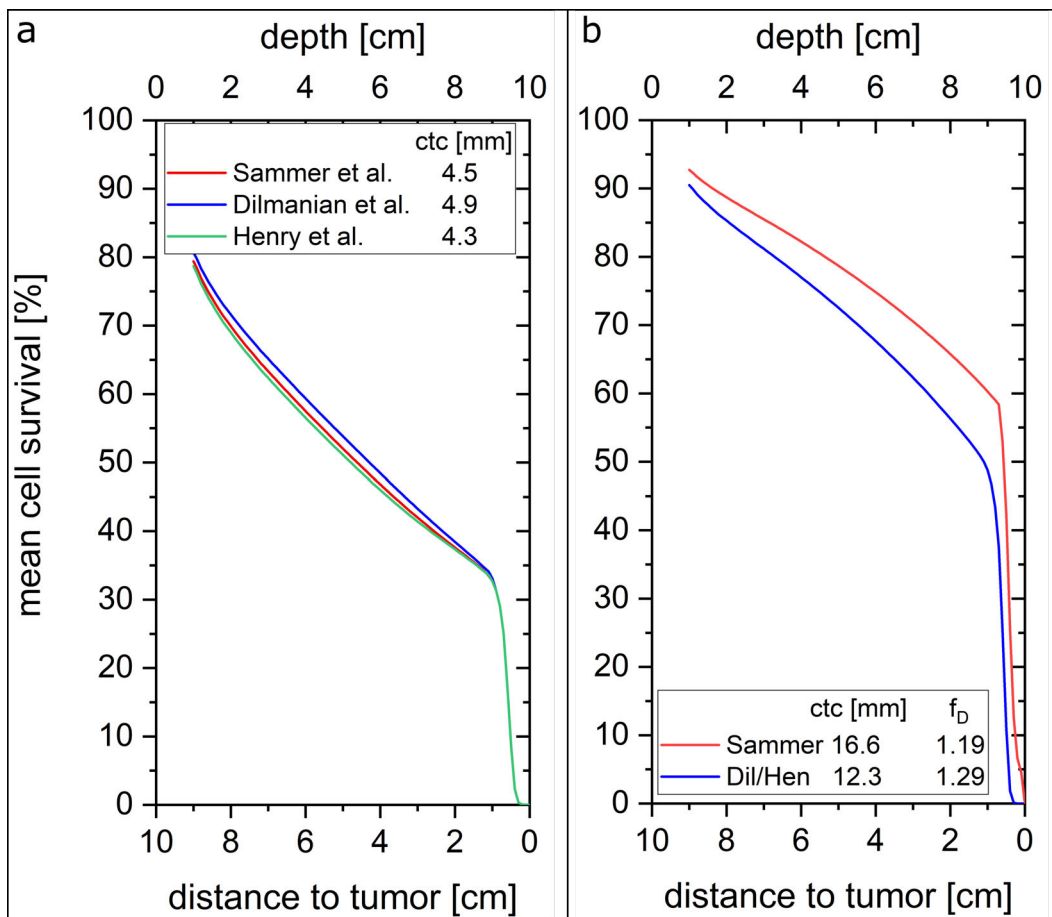 a
depth [cm]
0 2 4 6 8 10
100
90
80
70
60
50
40
30
20
10
0
mean cell survival [%]
ctc [mm]
Sammer et al. 4.5
Dilmanian et al. 4.9
Henry et al. 4.3
10 8 6 4 2 0
distance to tumor [cm]
b
depth [cm]
0 2 4 6 8 10
100
90
80
70
60
50
40
30
20
10
0
ctc [mm] f_D
Sammer 16.6 1.19
Dil/Hen 12.3 1.29
10 8 6 4 2 0
distance to tumor [cm]